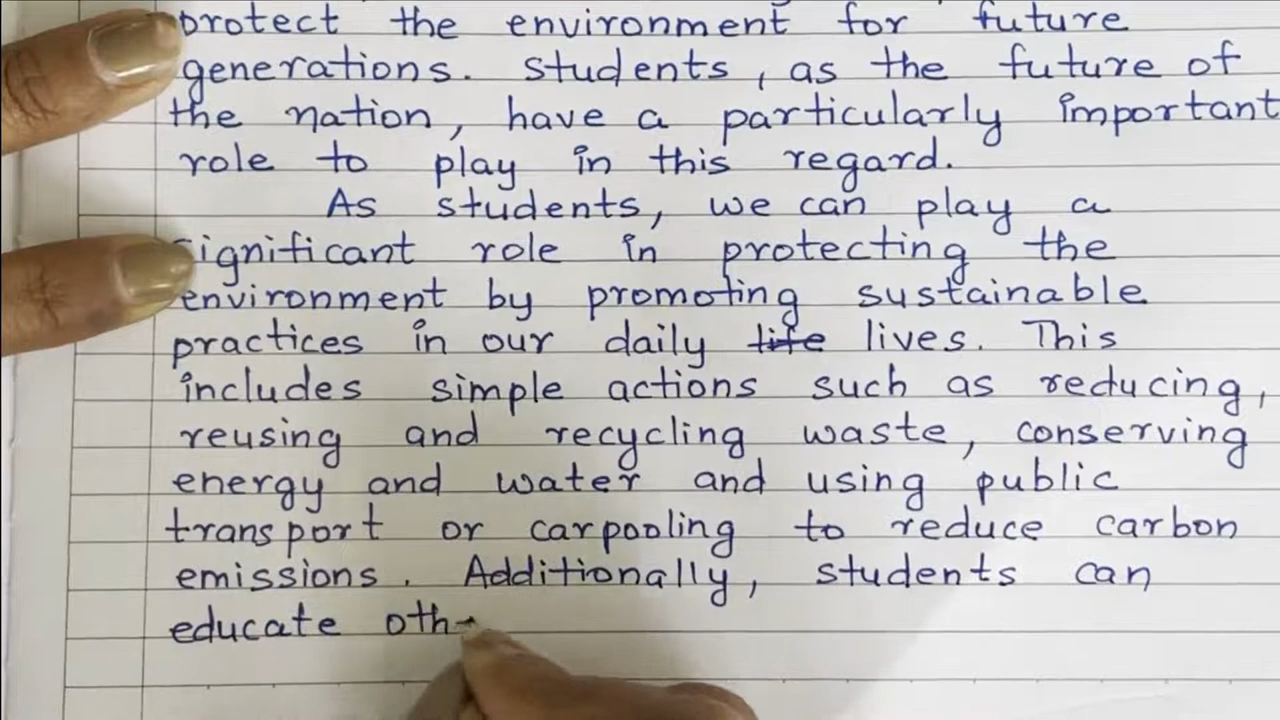 protect the environment for future
generations. Students, as the future of
the nation, have a particularly important
role to play in this regard.
As students, we can play a
significant role in protecting the
environment by promoting sustainable
practices in our daily life lives. This
includes simple actions such as reducing,
reusing and recycling waste, conserving
energy and water and using public
transport or carpooling to reduce carbon
emissions. Additionally, students can
educate oth